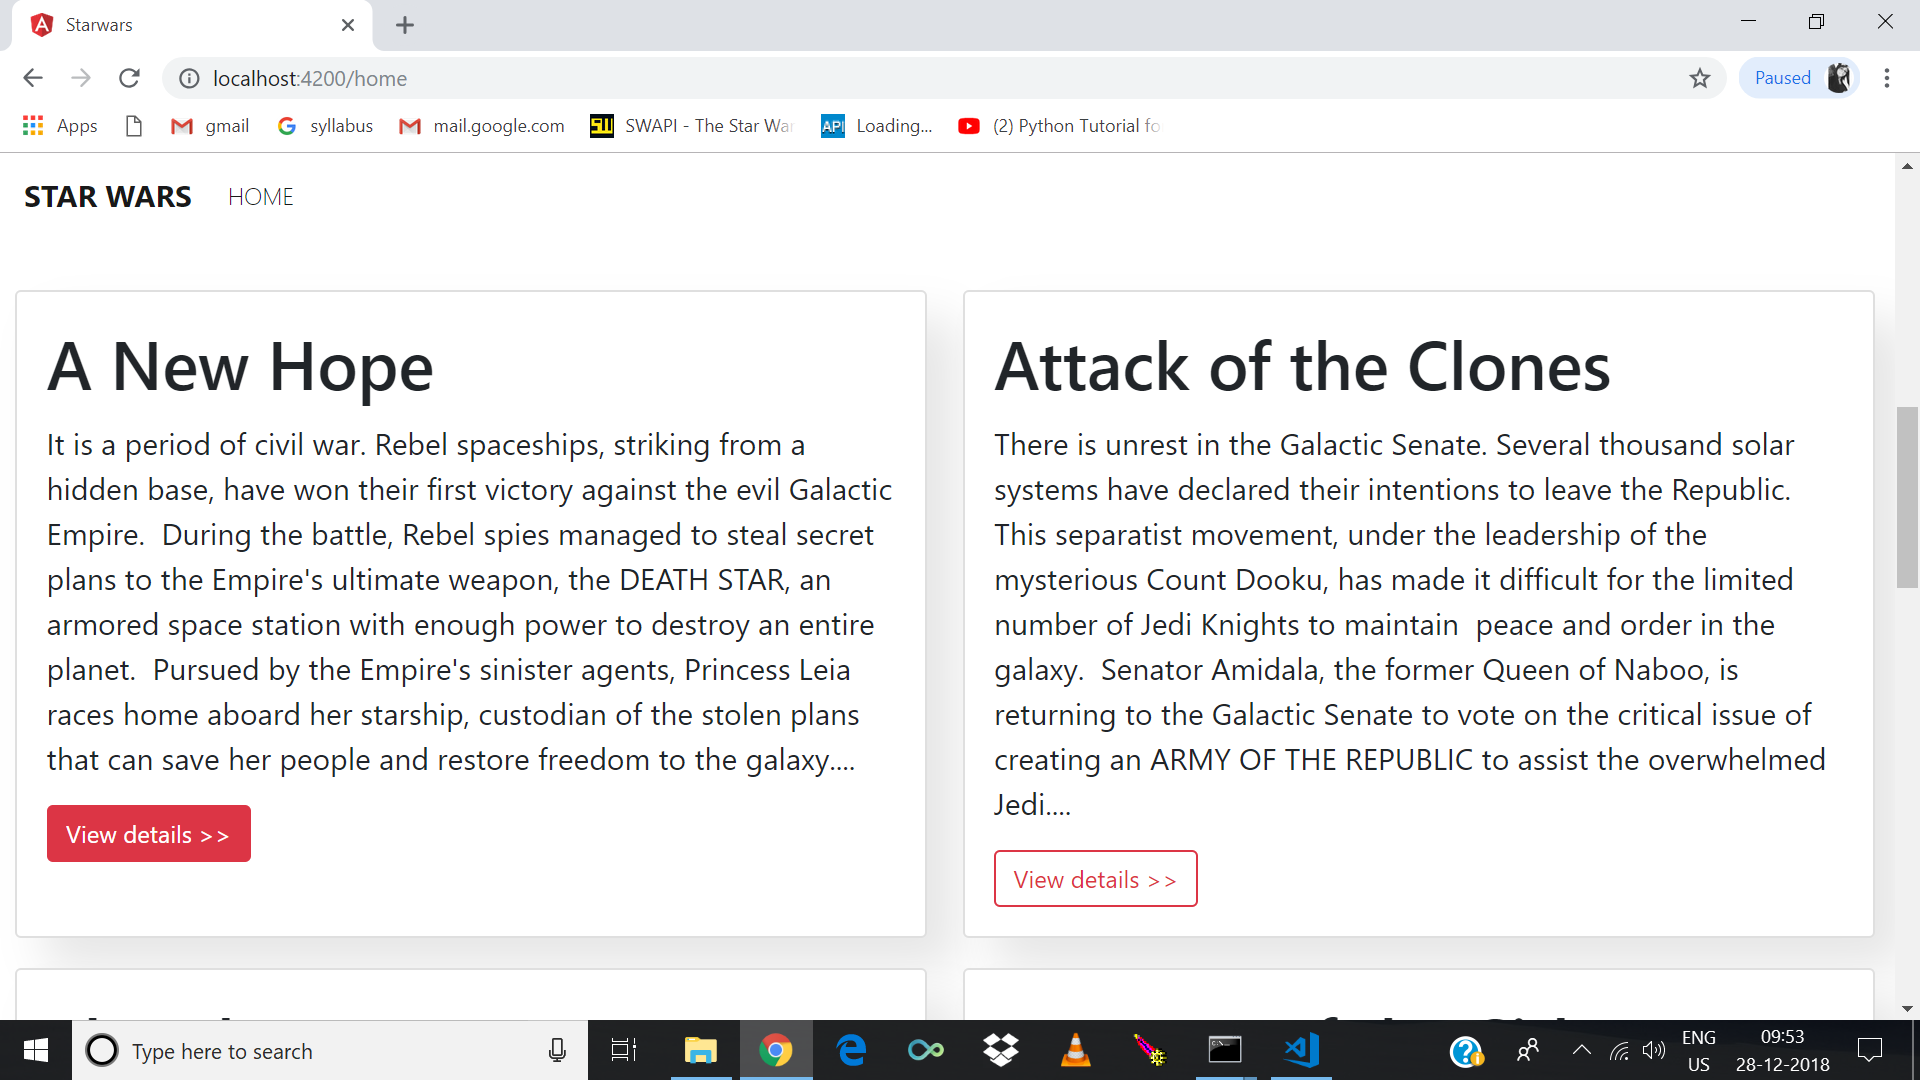 Starwars
localhost:4200/home
Paused
Apps
gmail
syllabus
mail.google.com
SWAPI - The Star War
API
Loading...
(2) Python Tutorial fo
STAR WARS
HOME
A New Hope
It is a period of civil war. Rebel spaceships, striking from a
hidden base, have won their first victory against the evil Galactic
Empire.  During the battle, Rebel spies managed to steal secret
plans to the Empire's ultimate weapon, the DEATH STAR, an
armored space station with enough power to destroy an entire
planet.  Pursued by the Empire's sinister agents, Princess Leia
races home aboard her starship, custodian of the stolen plans
that can save her people and restore freedom to the galaxy....
View details >>
Attack of the Clones
There is unrest in the Galactic Senate. Several thousand solar
systems have declared their intentions to leave the Republic.
This separatist movement, under the leadership of the
mysterious Count Dooku, has made it difficult for the limited
number of Jedi Knights to maintain  peace and order in the
galaxy.  Senator Amidala, the former Queen of Naboo, is
returning to the Galactic Senate to vote on the critical issue of
creating an ARMY OF THE REPUBLIC to assist the overwhelmed
Jedi....
View details >>
Type here to search
ENG
US
09:53
28-12-2018